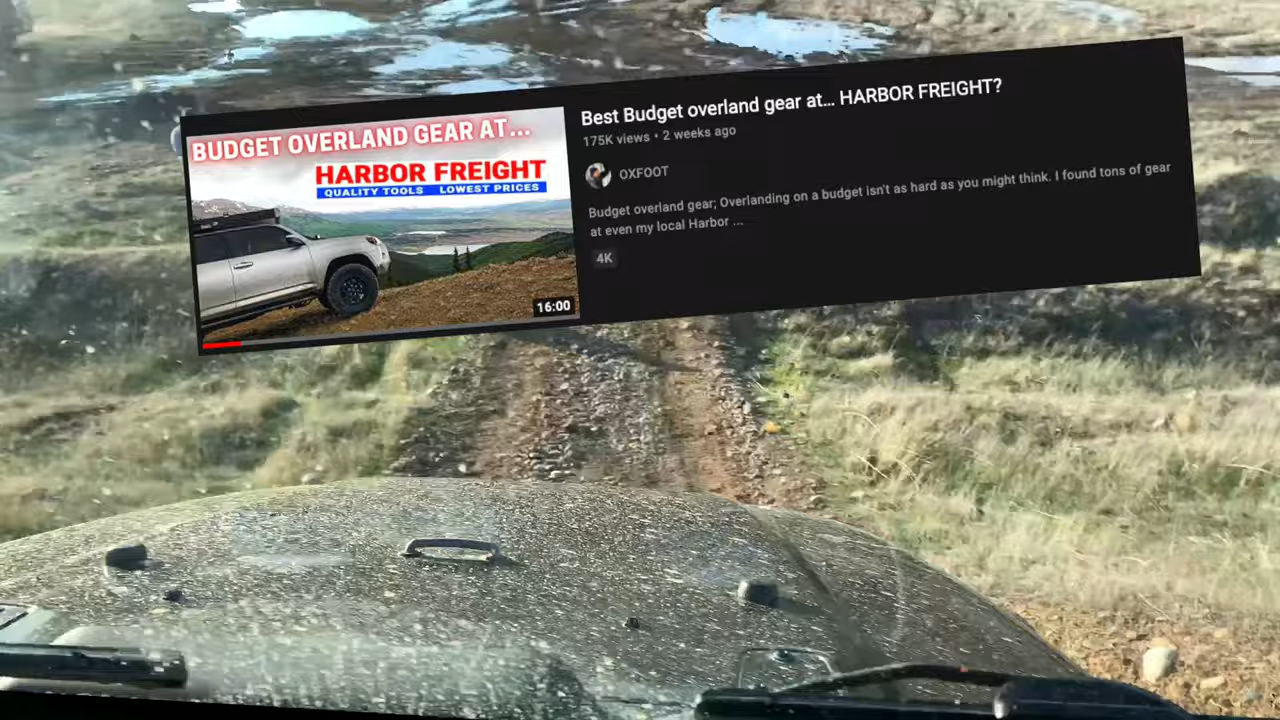 BUDGET OVERLAND GEAR AT...
HARBOR FREIGHT
QUALITY TOOLS LOWEST PRICES
16:00
Best Budget overland gear at... HARBOR FREIGHT?
175K views • 2 weeks ago
OXFOOT
Budget overland gear; Overlanding on a budget isn't as hard as you might think. I found tons of gear
at even my local Harbor ...
4K